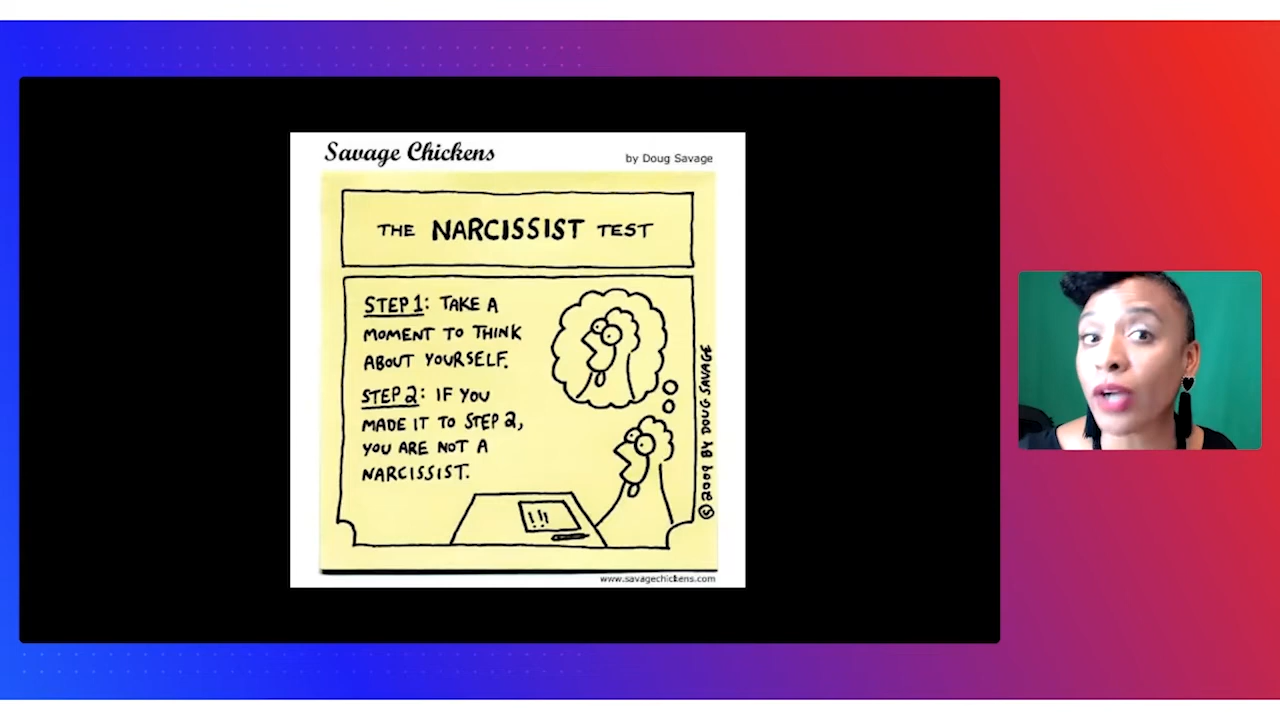 Savage Chickens
by Doug Savage
THE NARCISSIST TEST
STEP 1: TAKE A
MOMENT TO THINK
ABOUT YOURSELF.
STEP 2: IF YOU
MADE IT TO STEP 2,
YOU ARE NOT A
NARCISSIST.
© 2009 BY DOUG SAVAGE
www.savagechickens.com